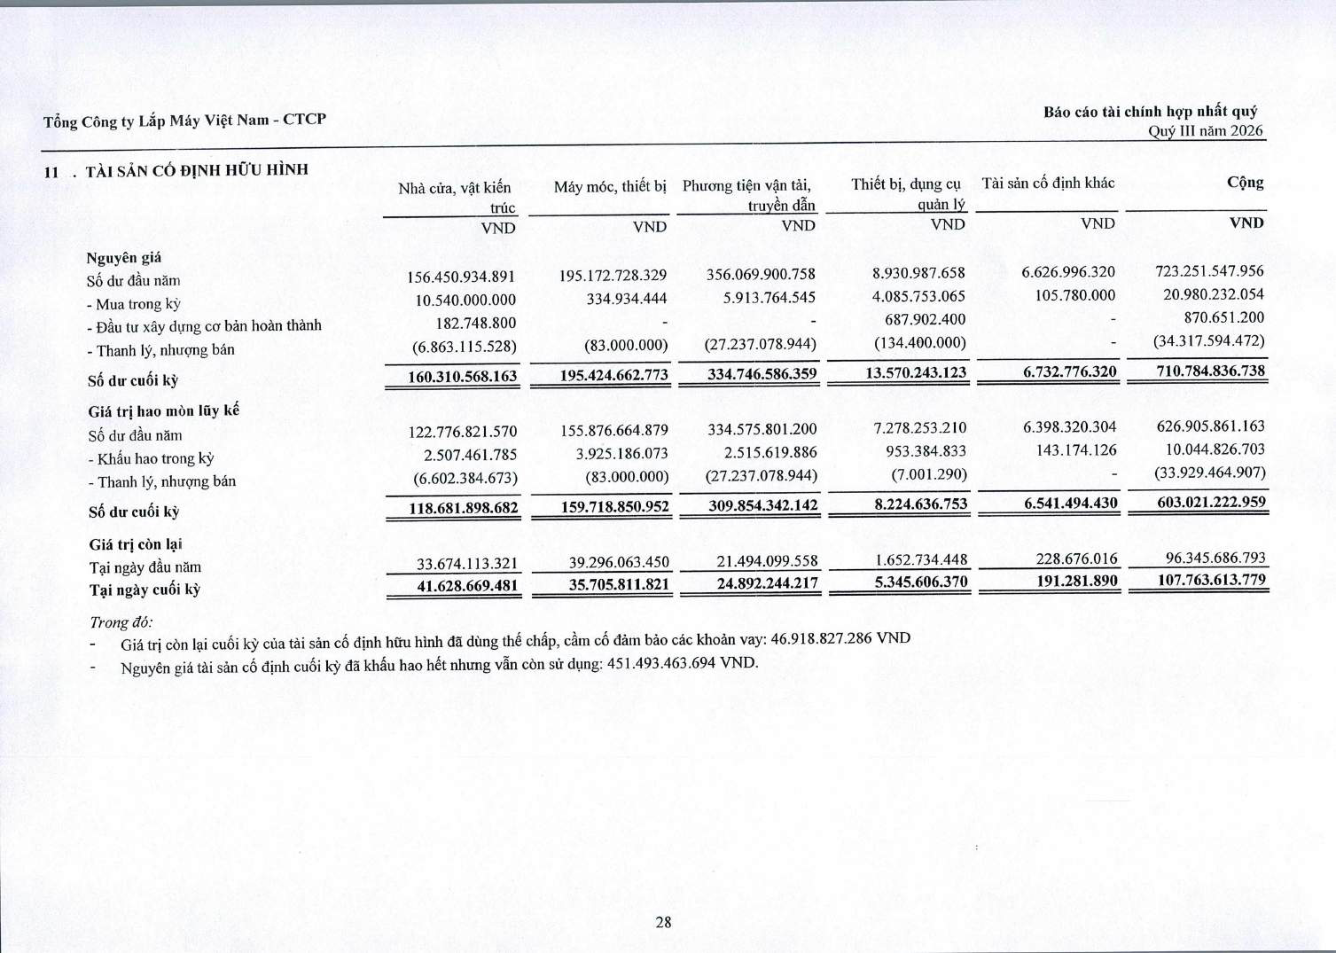 Tổng Công ty Lắp Máy Việt Nam - CTCP
Báo cáo tài chính hợp nhất quý
Quý III năm 2026
11 . TÀI SẢN CỐ ĐỊNH HỮU HÌNH
Nhà cửa, vật kiến trúc Máy móc, thiết bị Phương tiện vận tải, truyền dẫn Thiết bị, dụng cụ quản lý Tài sản cố định khác Cộng
VND VND VND VND VND VND
Nguyên giá
Số dư đầu năm 156.450.934.891 195.172.728.329 356.069.900.758 8.930.987.658 6.626.996.320 723.251.547.956
- Mua trong kỳ 10.540.000.000 334.934.444 5.913.764.545 4.085.753.065 105.780.000 20.980.232.054
- Đầu tư xây dựng cơ bản hoàn thành 182.748.800 - - 687.902.400 - 870.651.200
- Thanh lý, nhượng bán (6.863.115.528) (83.000.000) (27.237.078.944) (134.400.000) - (34.317.594.472)
Số dư cuối kỳ 160.310.568.163 195.424.662.773 334.746.586.359 13.570.243.123 6.732.776.320 710.784.836.738
Giá trị hao mòn lũy kế
Số dư đầu năm 122.776.821.570 155.876.664.879 334.575.801.200 7.278.253.210 6.398.320.304 626.905.861.163
- Khấu hao trong kỳ 2.507.461.785 3.925.186.073 2.515.619.886 953.384.833 143.174.126 10.044.826.703
- Thanh lý, nhượng bán (6.602.384.673) (83.000.000) (27.237.078.944) (7.001.290) - (33.929.464.907)
Số dư cuối kỳ 118.681.898.682 159.718.850.952 309.854.342.142 8.224.636.753 6.541.494.430 603.021.222.959
Giá trị còn lại
Tại ngày đầu năm 33.674.113.321 39.296.063.450 21.494.099.558 1.652.734.448 228.676.016 96.345.686.793
Tại ngày cuối kỳ 41.628.669.481 35.705.811.821 24.892.244.217 5.345.606.370 191.281.890 107.763.613.779
Trong đó:
- Giá trị còn lại cuối kỳ của tài sản cố định hữu hình đã dùng thế chấp, cầm cố đảm bảo các khoản vay: 46.918.827.286 VND
- Nguyên giá tài sản cố định cuối kỳ đã khấu hao hết nhưng vẫn còn sử dụng: 451.493.463.694 VND.
28